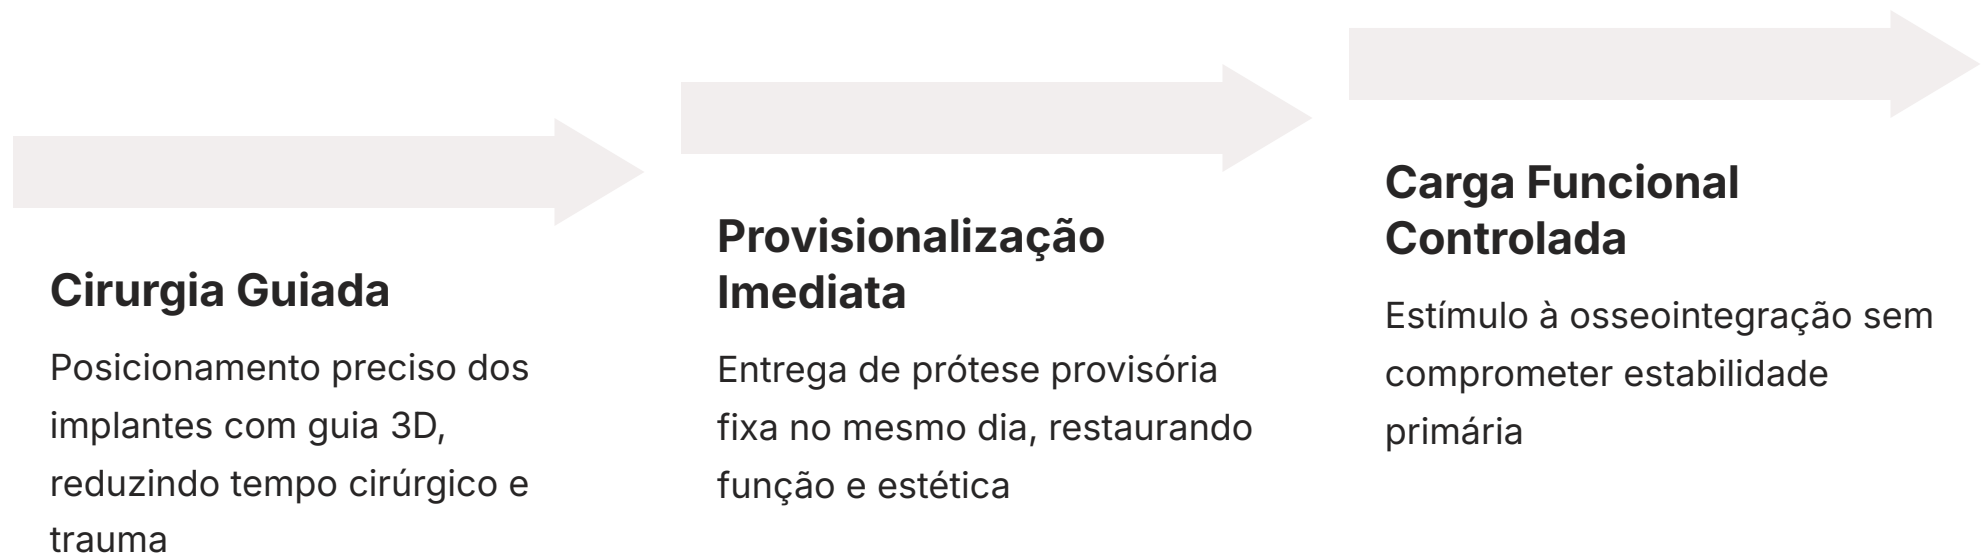 Cirurgia Guiada
Posicionamento preciso dos
implantes com guia 3D,
reduzindo tempo cirúrgico e
trauma
Provisionalização
Imediata
Entrega de prótese provisória
fixa no mesmo dia, restaurando
função e estética
Carga Funcional
Controlada
Estímulo à osseointegração sem
comprometer estabilidade
primária